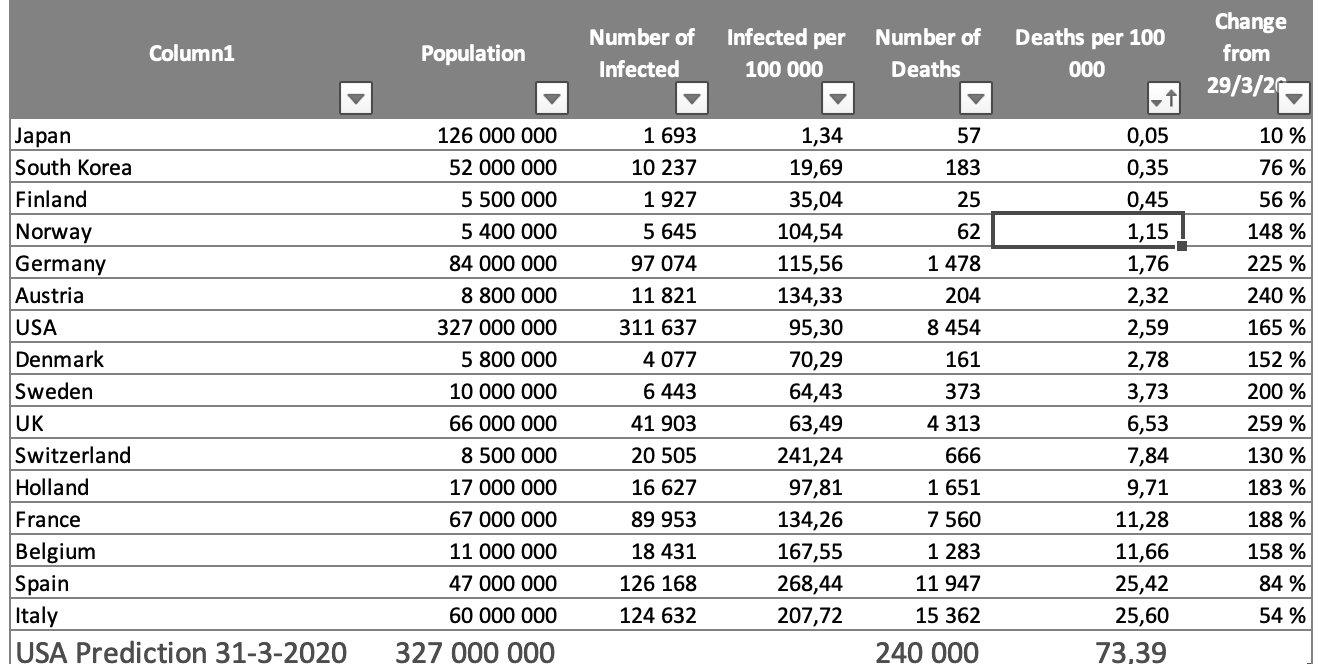 Column1 Population Number of Infected Infected per 100 000 Number of Deaths Deaths per 100 000 Change from 29/3/20
Japan 126 000 000 1 693 1,34 57 0,05 10 %
South Korea 52 000 000 10 237 19,69 183 0,35 76 %
Finland 5 500 000 1 927 35,04 25 0,45 56 %
Norway 5 400 000 5 645 104,54 62 1,15 148 %
Germany 84 000 000 97 074 115,56 1 478 1,76 225 %
Austria 8 800 000 11 821 134,33 204 2,32 240 %
USA 327 000 000 311 637 95,30 8 454 2,59 165 %
Denmark 5 800 000 4 077 70,29 161 2,78 152 %
Sweden 10 000 000 6 443 64,43 373 3,73 200 %
UK 66 000 000 41 903 63,49 4 313 6,53 259 %
Switzerland 8 500 000 20 505 241,24 666 7,84 130 %
Holland 17 000 000 16 627 97,81 1 651 9,71 183 %
France 67 000 000 89 953 134,26 7 560 11,28 188 %
Belgium 11 000 000 18 431 167,55 1 283 11,66 158 %
Spain 47 000 000 126 168 268,44 11 947 25,42 84 %
Italy 60 000 000 124 632 207,72 15 362 25,60 54 %
USA Prediction 31-3-2020 327 000 000 240 000 73,39